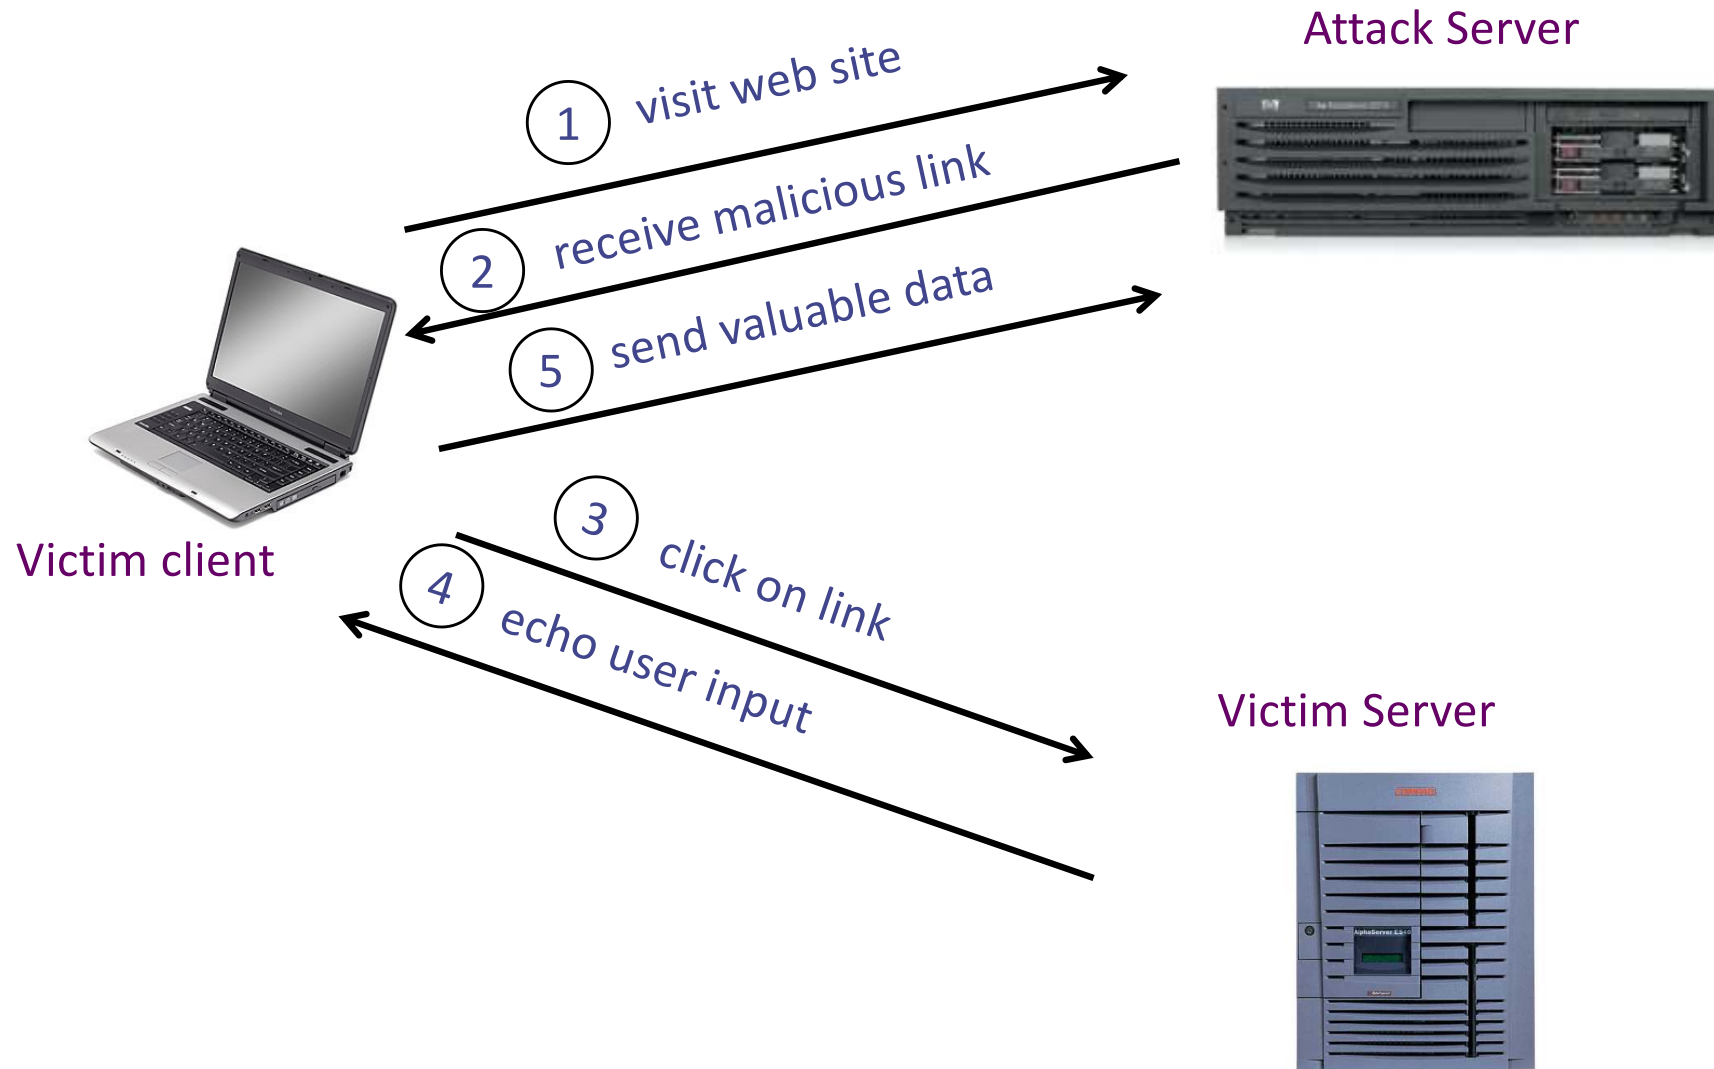 Attack Server
1 visit web site
2 receive malicious link
5 send valuable data
Victim client
3 click on link
4 echo user input
Victim Server
AlphaServer